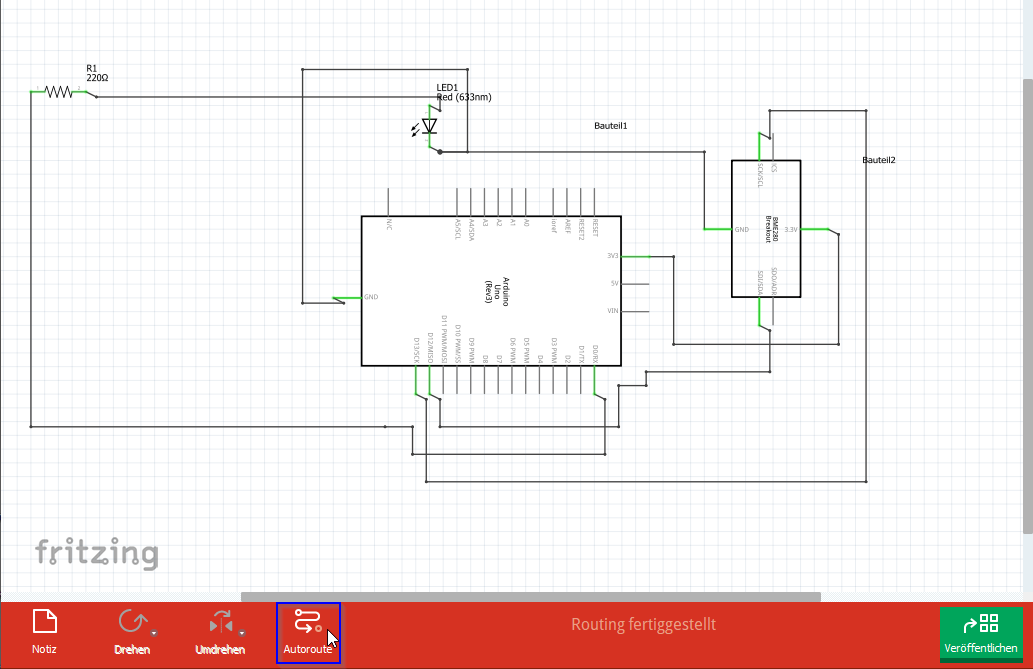 R1
220Ω
LED1
Red (633nm)
Bauteil1
Bauteil2
SCK/SCL
CS
GND
BME280
Breakout
3.3V
SDI/SDA
SDO/ADR
N/C
A5/SCL
A4/SDA
A3
A2
A1
A0
ioref
AREF
RESET2
RESET
3V3
5V
VIN
Arduino
Uno
(Rev3)
GND
D13/SCK
D12/MISO
D11 PWM/MOSI
D10 PWM/SS
D9 PWM
D8
D7
D6 PWM
D5 PWM
D4
D3 PWM
D2
D1/TX
D0/RX
fritzing
Notiz
Drehen
Umdrehen
Autoroute
Routing fertiggestellt
Veröffentlichen